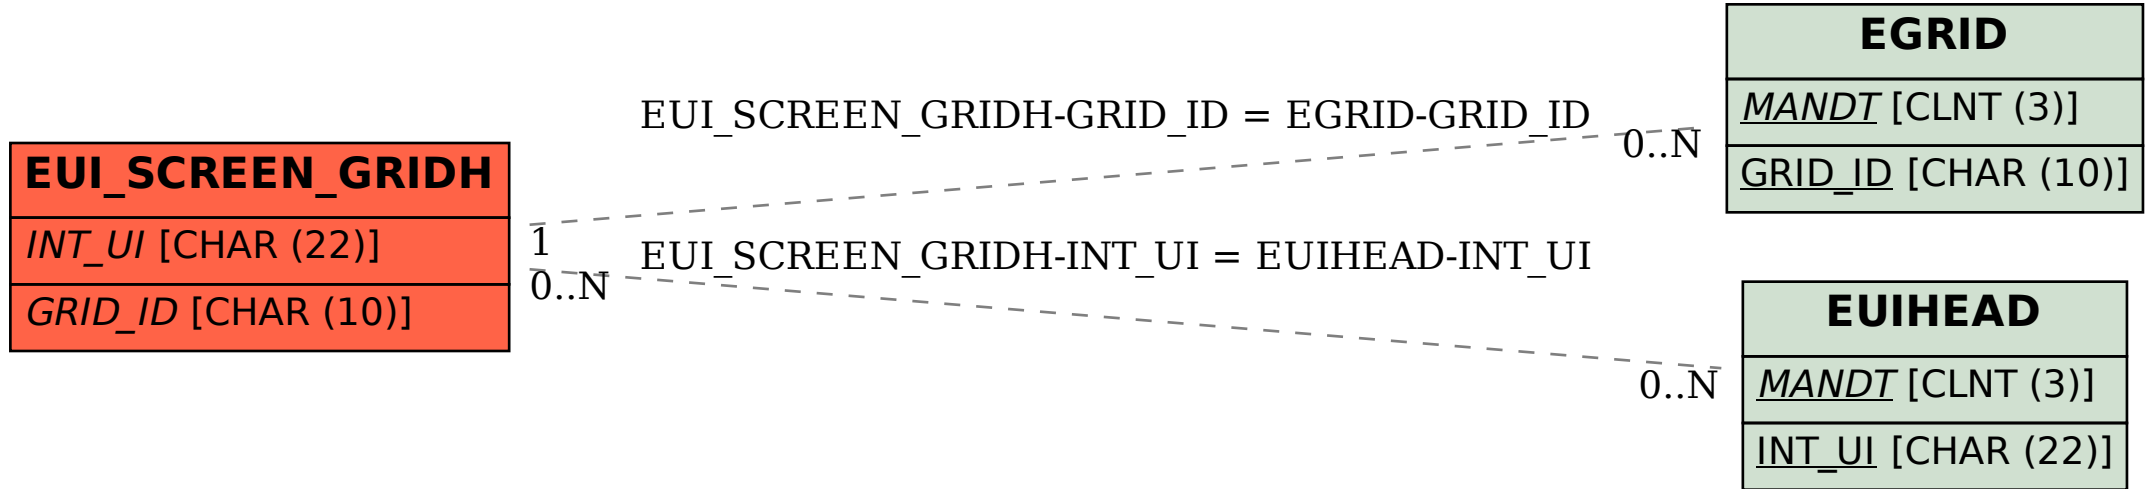 EUI_SCREEN_GRIDH
INT_UI [CHAR (22)]
GRID_ID [CHAR (10)]
EUI_SCREEN_GRIDH-GRID_ID = EGRID-GRID_ID
0..N
1
EUI_SCREEN_GRIDH-INT_UI = EUIHEAD-INT_UI
0..N
0..N
EGRID
MANDT [CLNT (3)]
GRID_ID [CHAR (10)]
EUIHEAD
MANDT [CLNT (3)]
INT_UI [CHAR (22)]